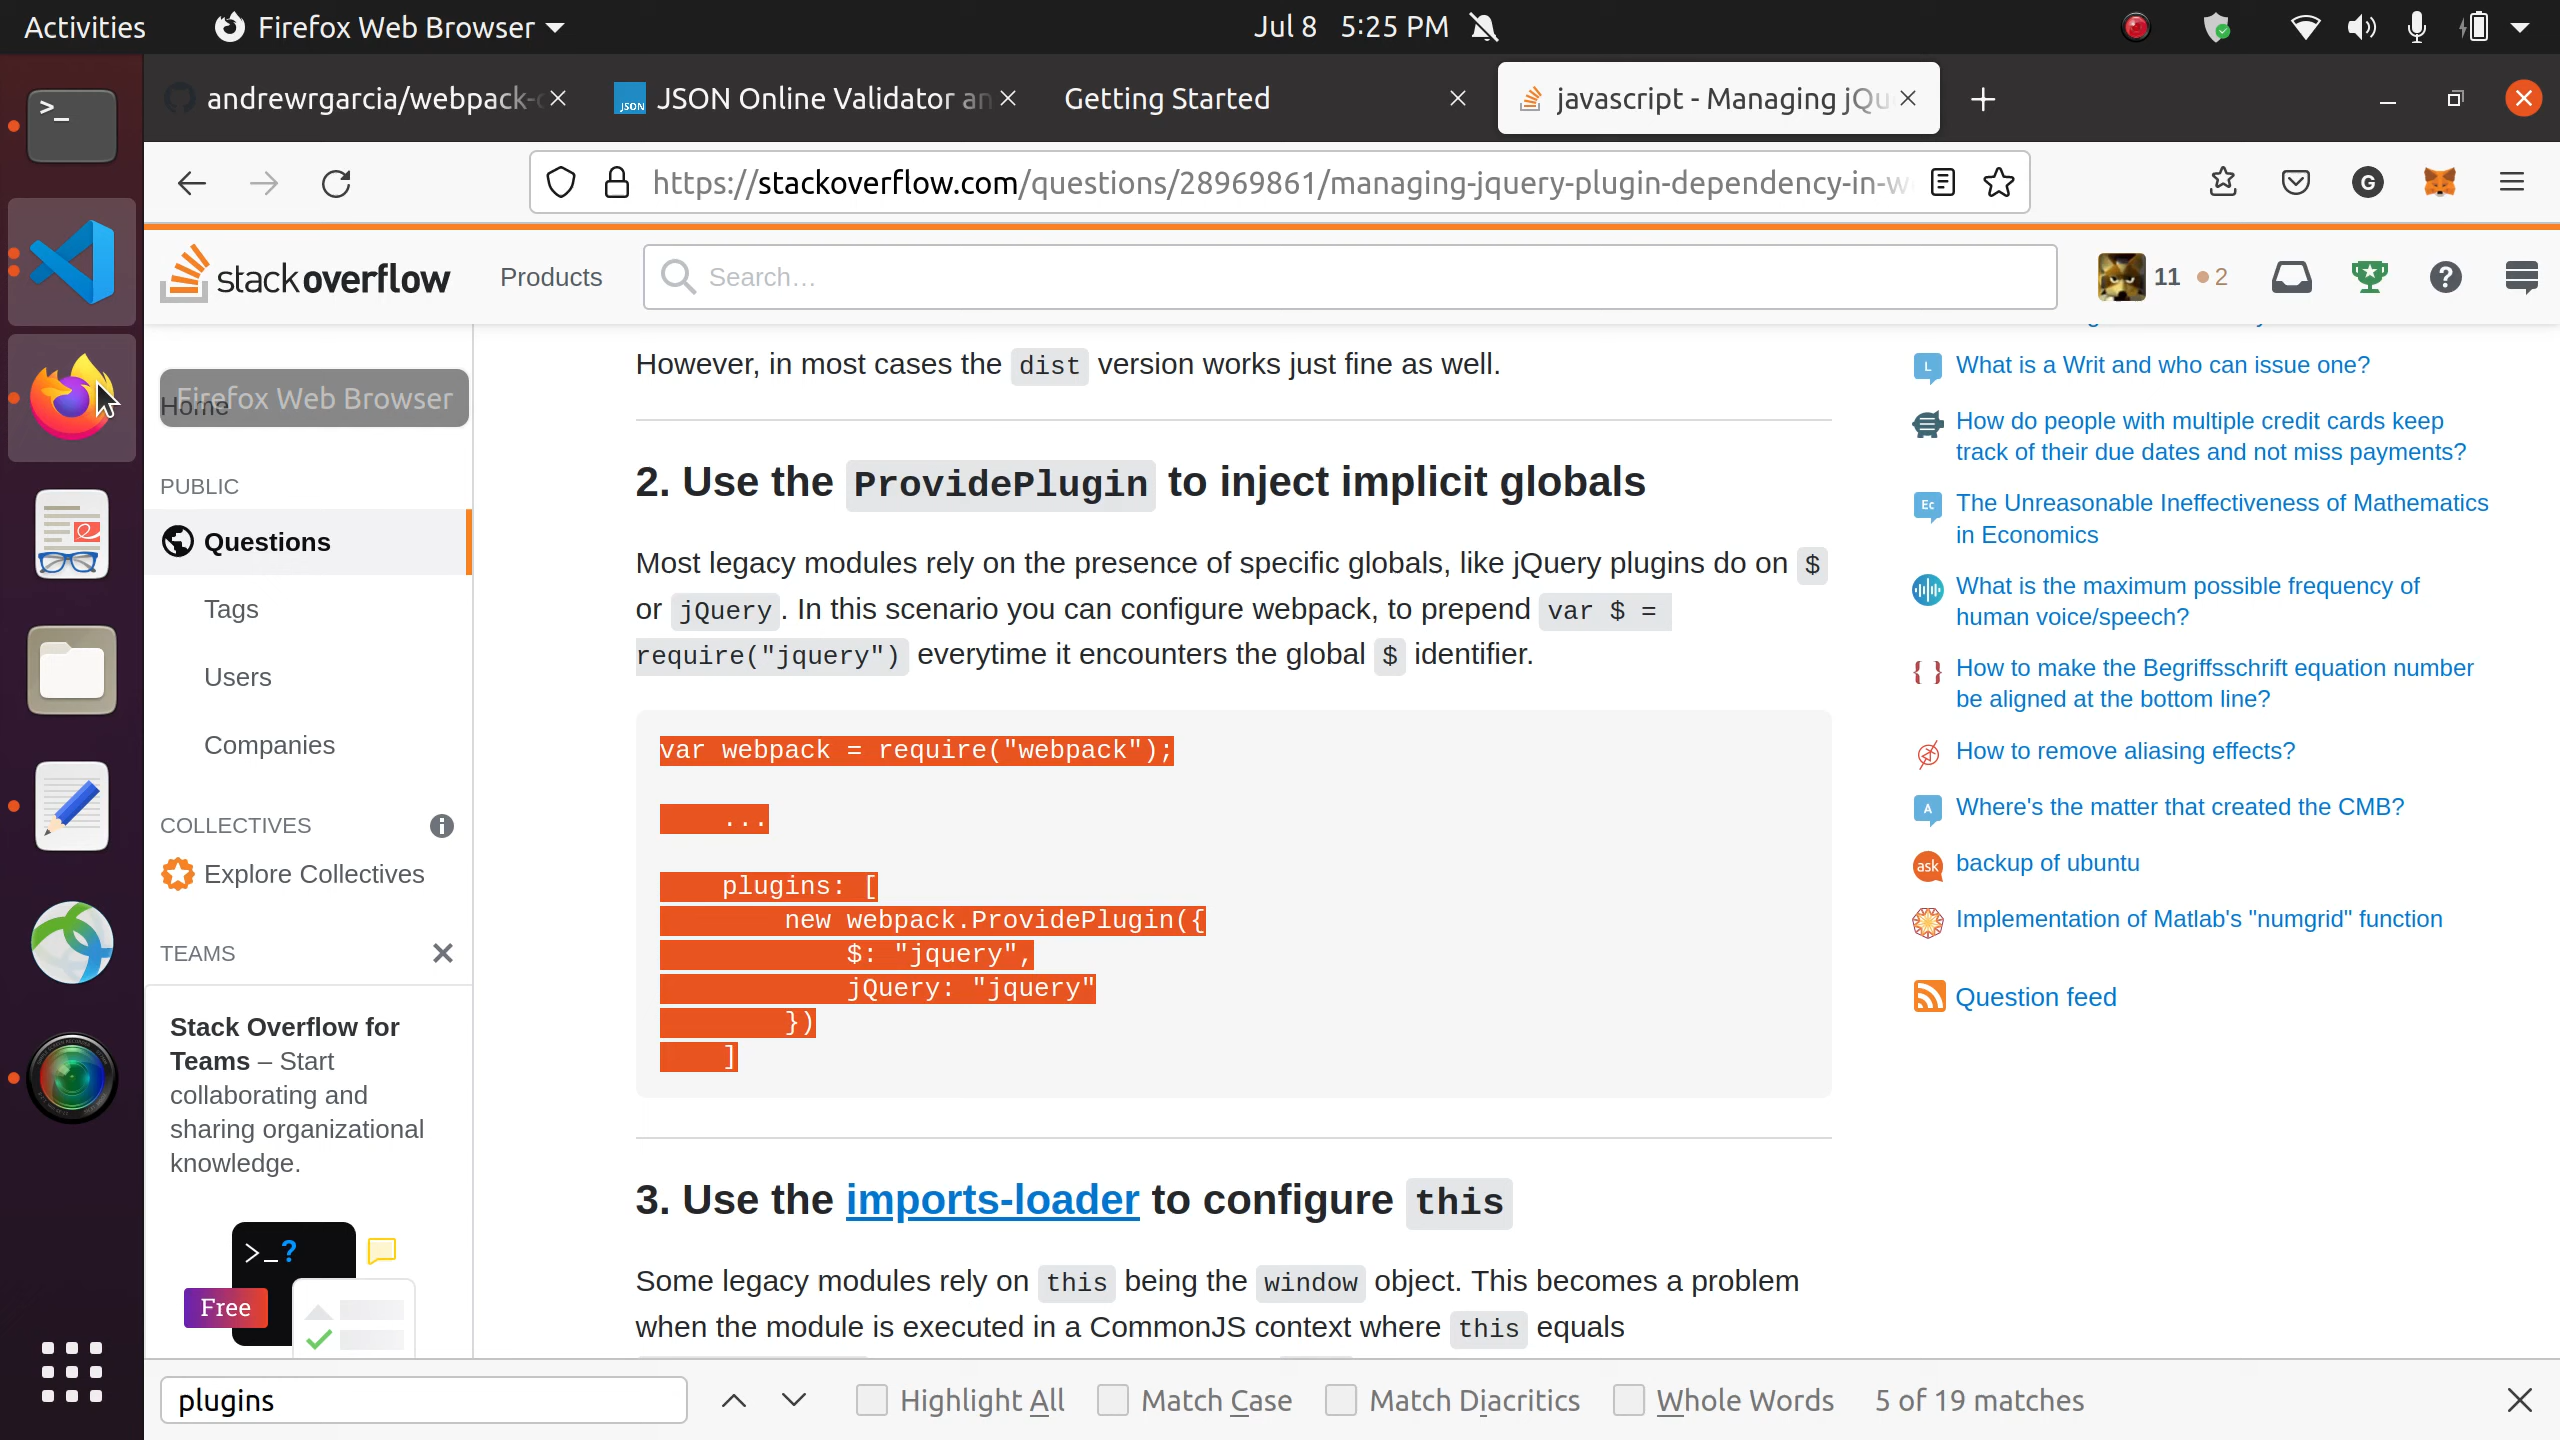 Activities
Firefox Web Browser
Jul 8 5:25 PM
andrewrgarcia/webpack-
JSON
JSON Online Validator an
Getting Started
javascript - Managing jQu
https://stackoverflow.com/questions/28969861/managing-jquery-plugin-dependency-in-w
G
stackoverflow
Products
Search…
11
2
Home
Firefox Web Browser
PUBLIC
Questions
Tags
Users
Companies
COLLECTIVES
Explore Collectives
TEAMS
Stack Overflow for
Teams – Start
collaborating and
sharing organizational
knowledge.
>_?
Free
However, in most cases the dist version works just fine as well.
2. Use the ProvidePlugin to inject implicit globals
Most legacy modules rely on the presence of specific globals, like jQuery plugins do on $
or jQuery. In this scenario you can configure webpack, to prepend var $ =
require("jquery") everytime it encounters the global $ identifier.
var webpack = require("webpack");
...
plugins: [
new webpack.ProvidePlugin({
$: "jquery",
jQuery: "jquery"
})
]
3. Use the imports-loader to configure this
Some legacy modules rely on this being the window object. This becomes a problem
when the module is executed in a CommonJS context where this equals
L
What is a Writ and who can issue one?
How do people with multiple credit cards keep
track of their due dates and not miss payments?
Ec
The Unreasonable Ineffectiveness of Mathematics
in Economics
What is the maximum possible frequency of
human voice/speech?
{ }
How to make the Begriffsschrift equation number
be aligned at the bottom line?
How to remove aliasing effects?
A
Where's the matter that created the CMB?
ask
backup of ubuntu
Implementation of Matlab's "numgrid" function
Question feed
plugins
Highlight All
Match Case
Match Diacritics
Whole Words
5 of 19 matches